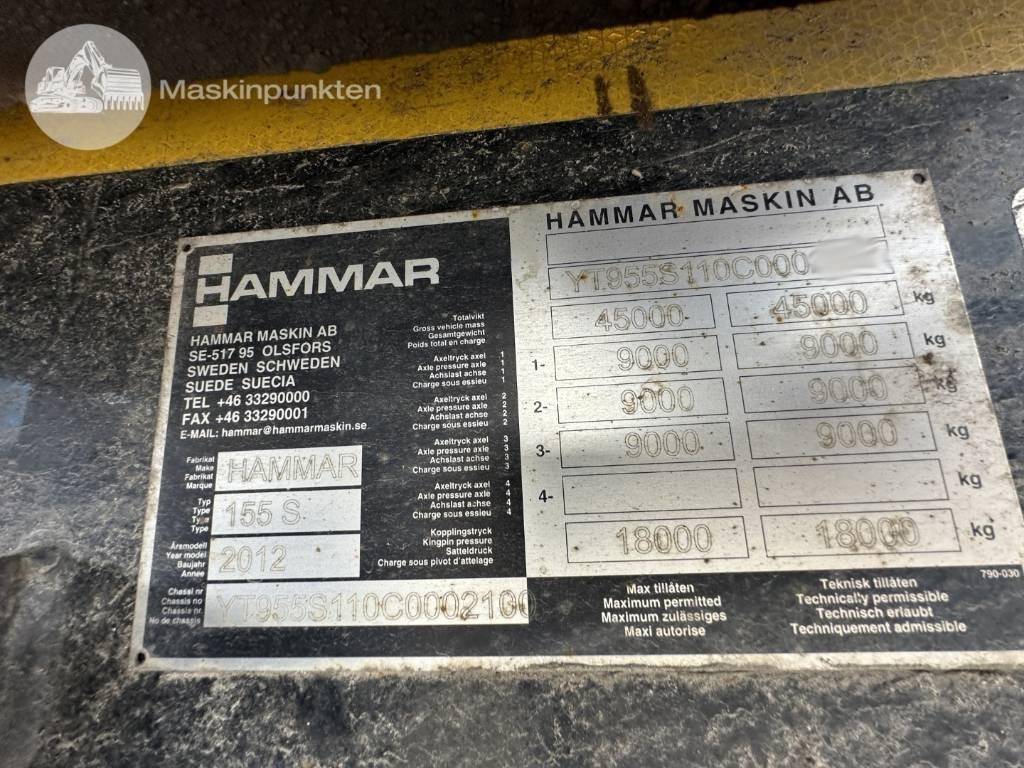 Maskinpunkten
HAMMAR MASKIN AB
YT955S110C000
45000 45000 kg
1- 9000 9000 kg
2- 9000 9000 kg
3- 9000 9000 kg
4- kg
18000 18000 kg
HAMMAR
HAMMAR MASKIN AB
SE-517 95 OLSFORS
SWEDEN SCHWEDEN
SUEDE SUECIA
TEL +46 33290000
FAX +46 33290001
E-MAIL: hammar@hammarmaskin.se
Totalvikt
Gross vehicle mass
Gesamtgewicht
Poids total en charge
Axeltryck axel 1
Axle pressure axle 1
Achslast achse 1
Charge sous essieu 1
Axeltryck axel 2
Axle pressure axle 2
Achslast achse 2
Charge sous essieu 2
Axeltryck axel 3
Axle pressure axle 3
Achslast achse 3
Charge sous essieu 3
Axeltryck axel 4
Axle pressure axle 4
Achslast achse 4
Charge sous essieu 4
Kopplingstryck
Kingpin pressure
Satteldruck
Charge sous pivot d'attelage
Fabrikat
Make
Fabrikat
Marque
HAMMAR
Typ
Type
Type
Type
155 S
Årsmodell
Year model
Baujahr
Annee
2012
Chassi nr
Chassis no
Chassis nr.
No de chassis
YT955S110C0002100
Max tillåten
Maximum permitted
Maximum zulässiges
Maxi autorise
Teknisk tillåten
Technically permissible
Technisch erlaubt
Techniquement admissible
790-030